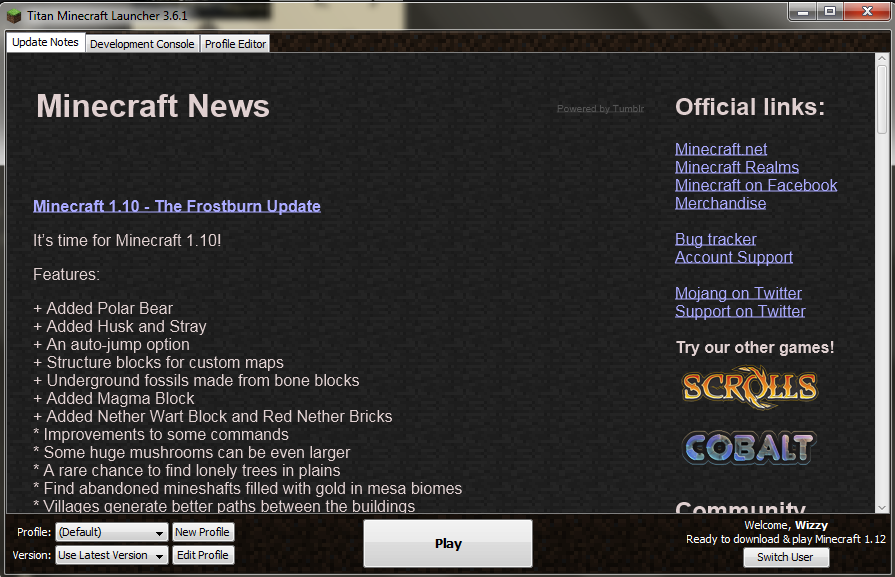 Titan Minecraft Launcher 3.6.1
Update Notes
Development Console
Profile Editor
Minecraft News
Powered by Tumblr
Minecraft 1.10 - The Frostburn Update
It's time for Minecraft 1.10!
Features:
+ Added Polar Bear
+ Added Husk and Stray
+ An auto-jump option
+ Structure blocks for custom maps
+ Underground fossils made from bone blocks
+ Added Magma Block
+ Added Nether Wart Block and Red Nether Bricks
* Improvements to some commands
* Some huge mushrooms can be even larger
* A rare chance to find lonely trees in plains
* Find abandoned mineshafts filled with gold in mesa biomes
* Villages generate better paths between the buildings
Official links:
Minecraft.net
Minecraft Realms
Minecraft on Facebook
Merchandise
Bug tracker
Account Support
Mojang on Twitter
Support on Twitter
Try our other games!
SCROLLS
COBALT
Community
Profile: (Default) New Profile
Version: Use Latest Version Edit Profile
Play
Welcome, Wizzy
Ready to download & play Minecraft 1.12
Switch User